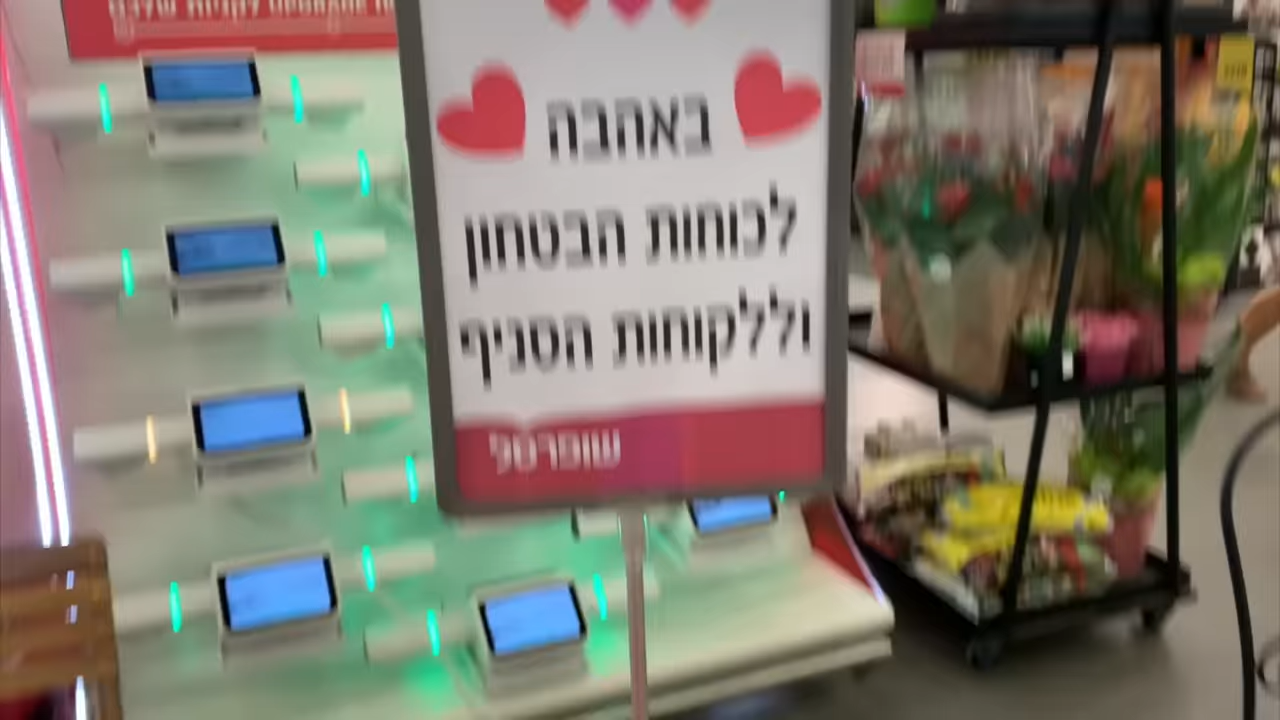 באהבה
לכוחות הבטחון
וללקוחות הסניף
שופרסל